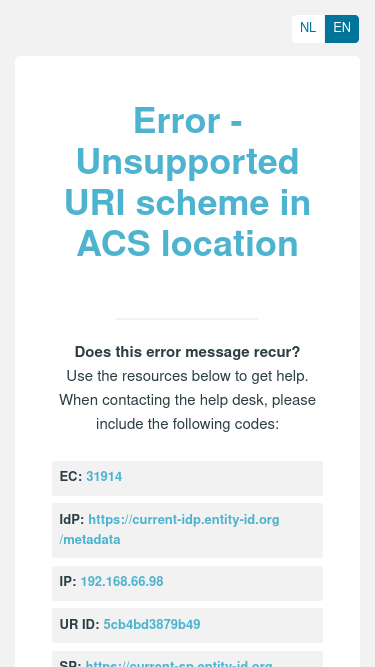 NL EN
Error -
Unsupported
URI scheme in
ACS location
Does this error message recur?
Use the resources below to get help.
When contacting the help desk, please
include the following codes:
EC: 31914
IdP: https://current-idp.entity-id.org
/metadata
IP: 192.168.66.98
UR ID: 5cb4bd3879b49
SP: https://current-sp.entity-id.org